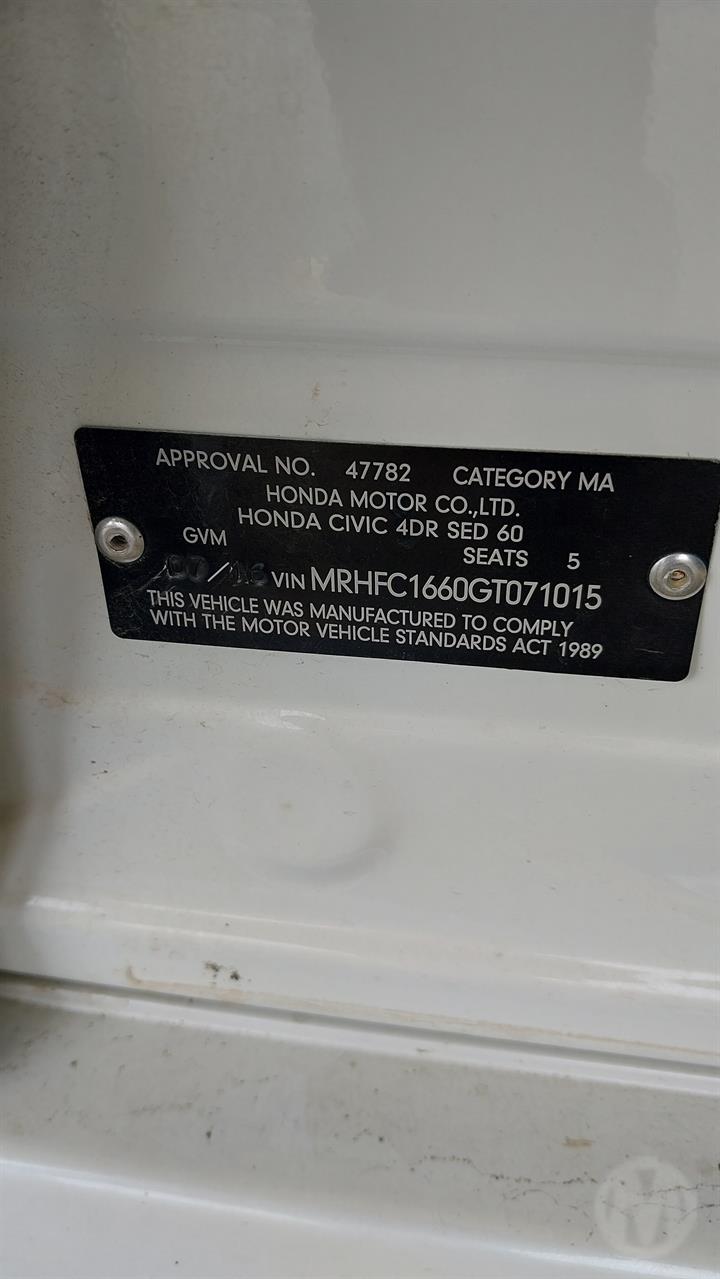 APPROVAL NO. 47782 CATEGORY MA
HONDA MOTOR CO.,LTD.
HONDA CIVIC 4DR SED 60
GVM SEATS 5
VIN MRHFC1660GT071015
THIS VEHICLE WAS MANUFACTURED TO COMPLY
WITH THE MOTOR VEHICLE STANDARDS ACT 1989